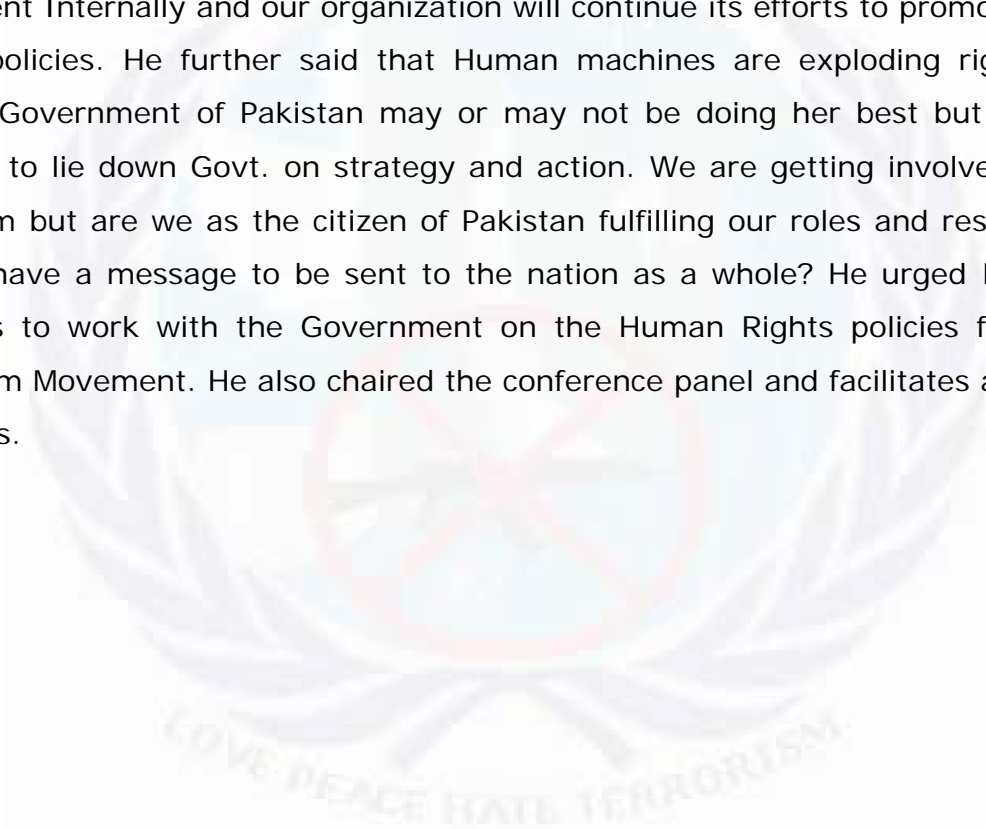 ent Internally and our organization will continue its efforts to promo
policies. He further said that Human machines are exploding rig
Government of Pakistan may or may not be doing her best but
to lie down Govt. on strategy and action. We are getting involve
m but are we as the citizen of Pakistan fulfilling our roles and res
have a message to be sent to the nation as a whole? He urged
s to work with the Government on the Human Rights policies f
m Movement. He also chaired the conference panel and facilitates a
s.
LOVE PEACE HATE TERRORISM